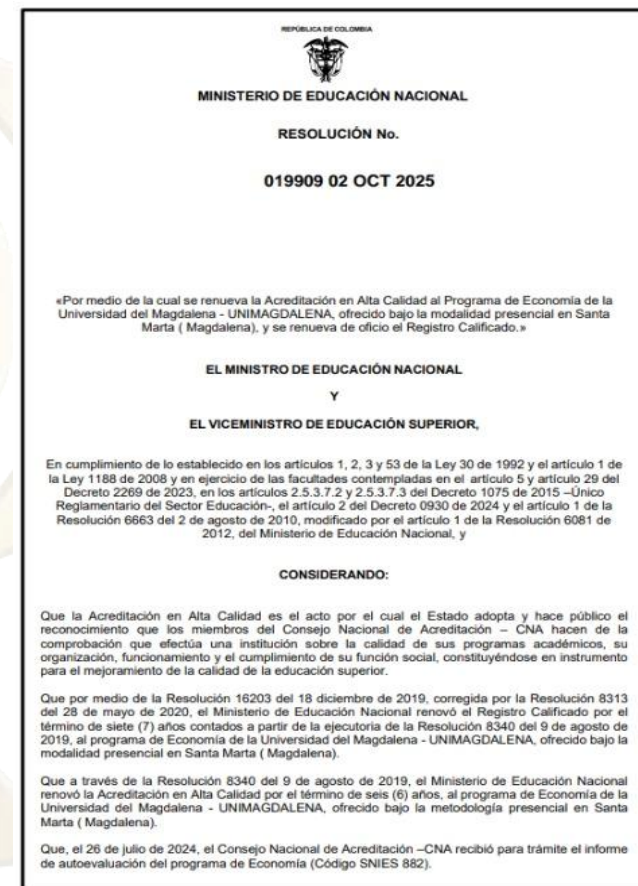 REPÚBLICA DE COLOMBIA
MINISTERIO DE EDUCACIÓN NACIONAL
RESOLUCIÓN No.
019909 02 OCT 2025
«Por medio de la cual se renueva la Acreditación en Alta Calidad al Programa de Economía de la
Universidad del Magdalena - UNIMAGDALENA, ofrecido bajo la modalidad presencial en Santa
Marta ( Magdalena), y se renueva de oficio el Registro Calificado.»
EL MINISTRO DE EDUCACIÓN NACIONAL
Y
EL VICEMINISTRO DE EDUCACIÓN SUPERIOR,
En cumplimiento de lo establecido en los artículos 1, 2, 3 y 53 de la Ley 30 de 1992 y el artículo 1 de
la Ley 1188 de 2008 y en ejercicio de las facultades contempladas en el artículo 5 y artículo 29 del
Decreto 2269 de 2023, en los artículos 2.5.3.7.2 y 2.5.3.7.3 del Decreto 1075 de 2015 –Único
Reglamentario del Sector Educación-, el artículo 2 del Decreto 0930 de 2024 y el artículo 1 de la
Resolución 6663 del 2 de agosto de 2010, modificado por el artículo 1 de la Resolución 6081 de
2012, del Ministerio de Educación Nacional, y
CONSIDERANDO:
Que la Acreditación en Alta Calidad es el acto por el cual el Estado adopta y hace público el
reconocimiento que los miembros del Consejo Nacional de Acreditación – CNA hacen de la
comprobación que efectúa una institución sobre la calidad de sus programas académicos, su
organización, funcionamiento y el cumplimiento de su función social, constituyéndose en instrumento
para el mejoramiento de la calidad de la educación superior.
Que por medio de la Resolución 16203 del 18 diciembre de 2019, corregida por la Resolución 8313
del 28 de mayo de 2020, el Ministerio de Educación Nacional renovó el Registro Calificado por el
término de siete (7) años contados a partir de la ejecutoria de la Resolución 8340 del 9 de agosto de
2019, al programa de Economía de la Universidad del Magdalena - UNIMAGDALENA, ofrecido bajo la
modalidad presencial en Santa Marta ( Magdalena).
Que a través de la Resolución 8340 del 9 de agosto de 2019, el Ministerio de Educación Nacional
renovó la Acreditación en Alta Calidad por el término de seis (6) años, al programa de Economía de la
Universidad del Magdalena - UNIMAGDALENA, ofrecido bajo la metodología presencial en Santa
Marta ( Magdalena).
Que, el 26 de julio de 2024, el Consejo Nacional de Acreditación –CNA recibió para trámite el informe
de autoevaluación del programa de Economía (Código SNIES 882).